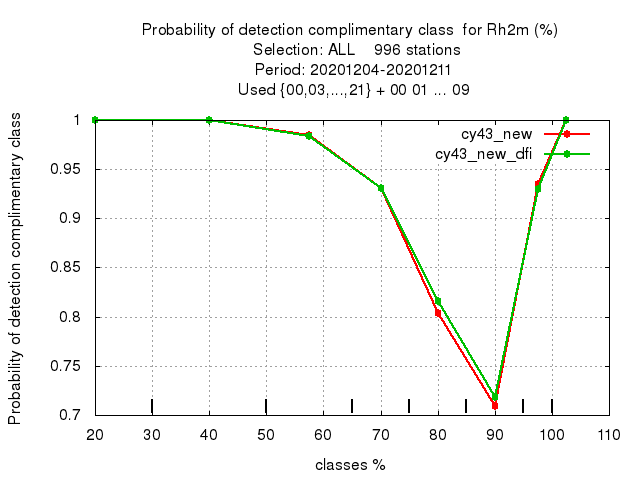 Probability of detection complimentary class  for Rh2m (%)
Selection: ALL    996 stations
Period: 20201204-20201211
Used {00,03,...,21} + 00 01 ... 09
Probability of detection complimentary class
1
0.95
0.9
0.85
0.8
0.75
0.7
cy43_new
cy43_new_dfi
20 30 40 50 60 70 80 90 100 110
classes %